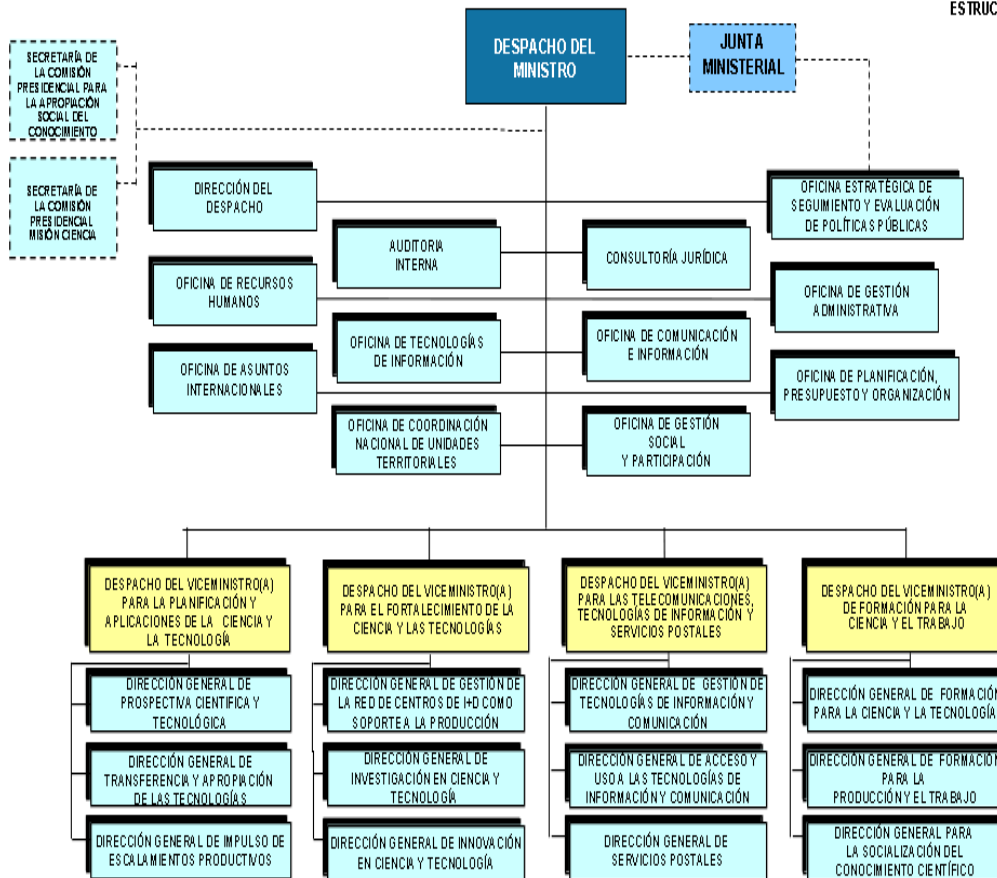 ESTRUC
DESPACHO DEL
MINISTRO
JUNTA
MINISTERIAL
SECRETARÍA DE
LA COMISIÓN
PRESIDENCIAL PARA
LA APROPIACIÓN
SOCIAL DEL
CONOCIMIENTO
SECRETARÍA DE
LA COMISIÓN
PRESIDENCIAL
MISIÓN CIENCIA
DIRECCIÓN DEL
DESPACHO
OFICINA ESTRATÉGICA DE
SEGUIMIENTO Y EVALUACIÓN
DE POLÍTICAS PÚBLICAS
AUDITORIA
INTERNA
CONSULTORÍA JURÍDICA
OFICINA DE RECURSOS
HUMANOS
OFICINA DE GESTIÓN
ADMINISTRATIVA
OFICINA DE TECNOLOGÍAS
DE INFORMACIÓN
OFICINA DE COMUNICACIÓN
E INFORMACIÓN
OFICINA DE ASUNTOS
INTERNACIONALES
OFICINA DE PLANIFICACIÓN,
PRESUPUESTO Y ORGANIZACIÓN
OFICINA DE COORDINACIÓN
NACIONAL DE UNIDADES
TERRITORIALES
OFICINA DE GESTIÓN
SOCIAL
Y PARTICIPACIÓN
DESPACHO DEL VICEMINISTRO(A)
PARA LA PLANIFICACIÓN Y
APLICACIONES DE LA CIENCIA Y
LA TECNOLOGÍA
DESPACHO DEL VICEMINISTRO(A)
PARA EL FORTALECIMIENTO DE LA
CIENCIA Y LAS TECNOLOGÍAS
DESPACHO DEL VICEMINISTRO(A)
PARA LAS TELECOMUNICACIONES,
TECNOLOGÍAS DE INFORMACIÓN Y
SERVICIOS POSTALES
DESPACHO DEL VICEMINISTRO(A)
DE FORMACIÓN PARA LA
CIENCIA Y EL TRABAJO
DIRECCIÓN GENERAL DE
PROSPECTIVA CIENTIFICA Y
TECNOLÓGICA
DIRECCIÓN GENERAL DE GESTIÓN DE
LA RED DE CENTROS DE I+D COMO
SOPORTE A LA PRODUCCIÓN
DIRECCIÓN GENERAL DE GESTIÓN DE
TECNOLOGÍAS DE INFORMACIÓN Y
COMUNICACIÓN
DIRECCIÓN GENERAL DE FORMACIÓN
PARA LA CIENCIA Y LA TECNOLOGÍA
DIRECCIÓN GENERAL DE
TRANSFERENCIA Y APROPIACIÓN
DE LAS TECNOLOGÍAS
DIRECCIÓN GENERAL DE
INVESTIGACIÓN EN CIENCIA Y
TECNOLOGÍA
DIRECCIÓN GENERAL DE ACCESO Y
USO A LAS TECNOLOGÍAS DE
INFORMACIÓN Y COMUNICACIÓN
DIRECCIÓN GENERAL DE FORMACIÓN
PARA LA
PRODUCCIÓN Y EL TRABAJO
DIRECCIÓN GENERAL DE IMPULSO DE
ESCALAMIENTOS PRODUCTIVOS
DIRECCIÓN GENERAL DE INNOVACIÓN
EN CIENCIA Y TECNOLOGÍA
DIRECCIÓN GENERAL DE
SERVICIOS POSTALES
DIRECCIÓN GENERAL PARA
LA SOCIALIZACIÓN DEL
CONOCIMIENTO CIENTÍFICO